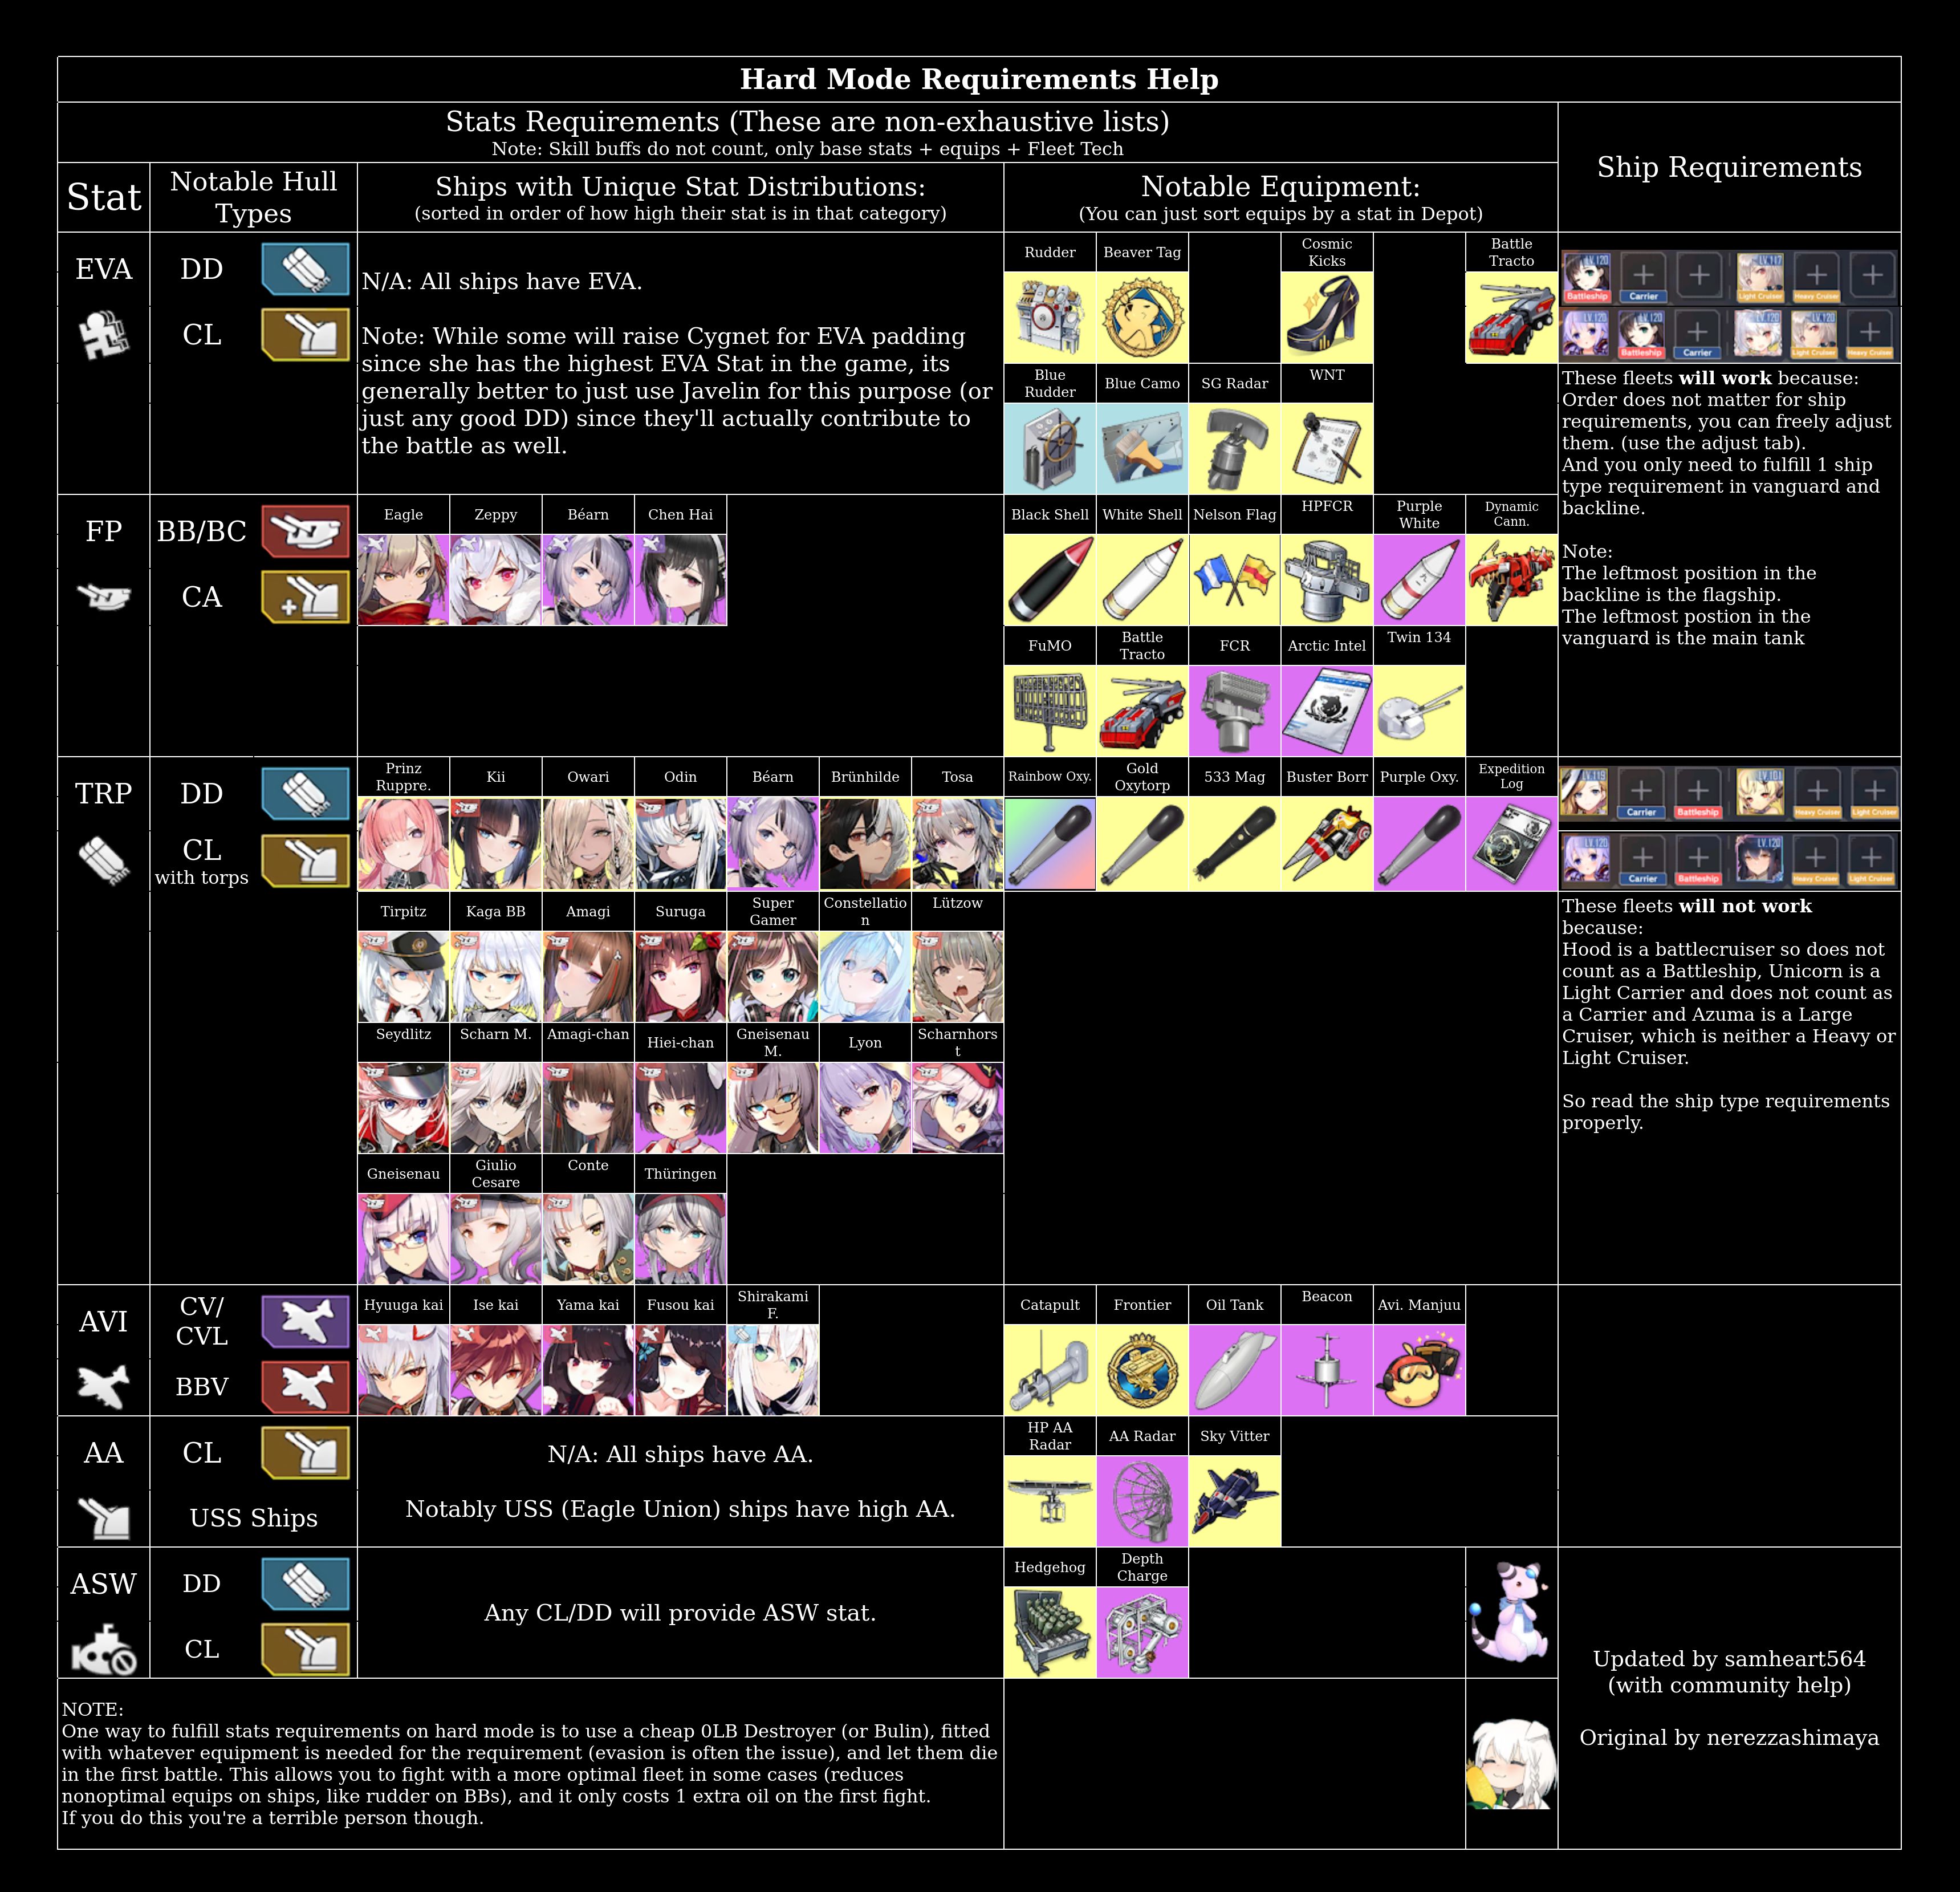 Hard Mode Requirements Help
Stats Requirements (These are non-exhaustive lists)
Note: Skill buffs do not count, only base stats + equips + Fleet Tech
Ship Requirements
Stat
Notable Hull
Types
Ships with Unique Stat Distributions:
(sorted in order of how high their stat is in that category)
Notable Equipment:
(You can just sort equips by a stat in Depot)
EVA
DD
CL
N/A: All ships have EVA.
Note: While some will raise Cygnet for EVA padding
since she has the highest EVA Stat in the game, its
generally better to just use Javelin for this purpose (or
just any good DD) since they'll actually contribute to
the battle as well.
Rudder
Beaver Tag
Cosmic
Kicks
Battle
Tracto
Blue
Rudder
Blue Camo
SG Radar
WNT
LV.120
Battleship
Carrier
Light Cruiser
Heavy Cruiser
LV.120
LV.120
Battleship
Carrier
LV.120
LV.120
Light Cruiser
Heavy Cruiser
These fleets will work because:
Order does not matter for ship
requirements, you can freely adjust
them. (use the adjust tab).
And you only need to fulfill 1 ship
type requirement in vanguard and
backline.
Note:
The leftmost position in the
backline is the flagship.
The leftmost postion in the
vanguard is the main tank
FP
BB/BC
CA
Eagle
Zeppy
Béarn
Chen Hai
Black Shell
White Shell
Nelson Flag
HPFCR
Purple
White
Dynamic
Cann.
FuMO
Battle
Tracto
FCR
Arctic Intel
Twin 134
TRP
DD
CL
with torps
Prinz
Ruppre.
Kii
Owari
Odin
Béarn
Brünhilde
Tosa
Tirpitz
Kaga BB
Amagi
Suruga
Super
Gamer
Constellatio
n
Lützow
Seydlitz
Scharn M.
Amagi-chan
Hiei-chan
Gneisenau
M.
Lyon
Scharnhors
t
Gneisenau
Giulio
Cesare
Conte
Thüringen
Rainbow Oxy.
Gold
Oxytorp
533 Mag
Buster Borr
Purple Oxy.
Expedition
Log
LV.119
Carrier
Battleship
Heavy Cruiser
Light Cruiser
LV.120
Carrier
Battleship
LV.120
Heavy Cruiser
Light Cruiser
These fleets will not work
because:
Hood is a battlecruiser so does not
count as a Battleship, Unicorn is a
Light Carrier and does not count as
a Carrier and Azuma is a Large
Cruiser, which is neither a Heavy or
Light Cruiser.
So read the ship type requirements
properly.
AVI
CV/
CVL
BBV
Hyuuga kai
Ise kai
Yama kai
Fusou kai
Shirakami
F.
Catapult
Frontier
Oil Tank
Beacon
Avi. Manjuu
AA
CL
USS Ships
N/A: All ships have AA.
Notably USS (Eagle Union) ships have high AA.
HP AA
Radar
AA Radar
Sky Vitter
ASW
DD
CL
Any CL/DD will provide ASW stat.
Hedgehog
Depth
Charge
NOTE:
One way to fulfill stats requirements on hard mode is to use a cheap 0LB Destroyer (or Bulin), fitted
with whatever equipment is needed for the requirement (evasion is often the issue), and let them die
in the first battle. This allows you to fight with a more optimal fleet in some cases (reduces
nonoptimal equips on ships, like rudder on BBs), and it only costs 1 extra oil on the first fight.
If you do this you're a terrible person though.
Updated by samheart564
(with community help)
Original by nerezzashimaya